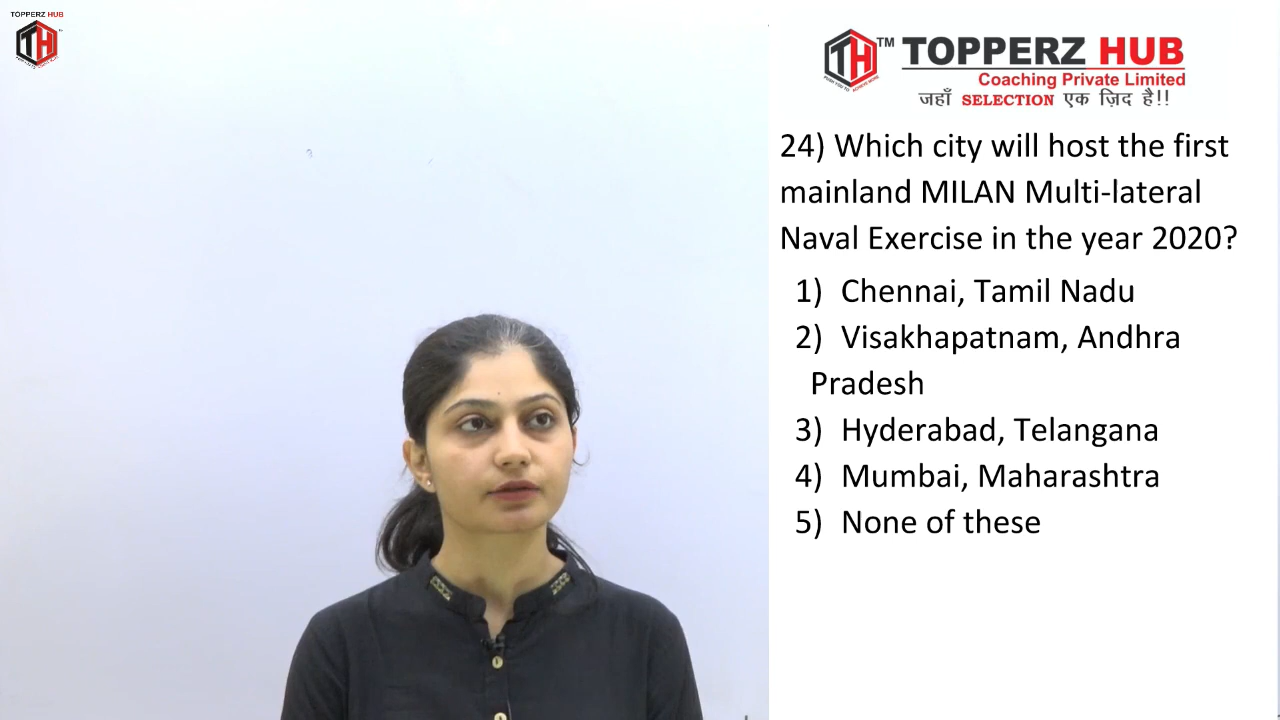 TOPPERZ HUB
TH
TH™ TOPPERZ HUB
Coaching Private Limited
जहाँ SELECTION एक ज़िद है!!
24) Which city will host the first
mainland MILAN Multi-lateral
Naval Exercise in the year 2020?
1) Chennai, Tamil Nadu
2) Visakhapatnam, Andhra
Pradesh
3) Hyderabad, Telangana
4) Mumbai, Maharashtra
5) None of these